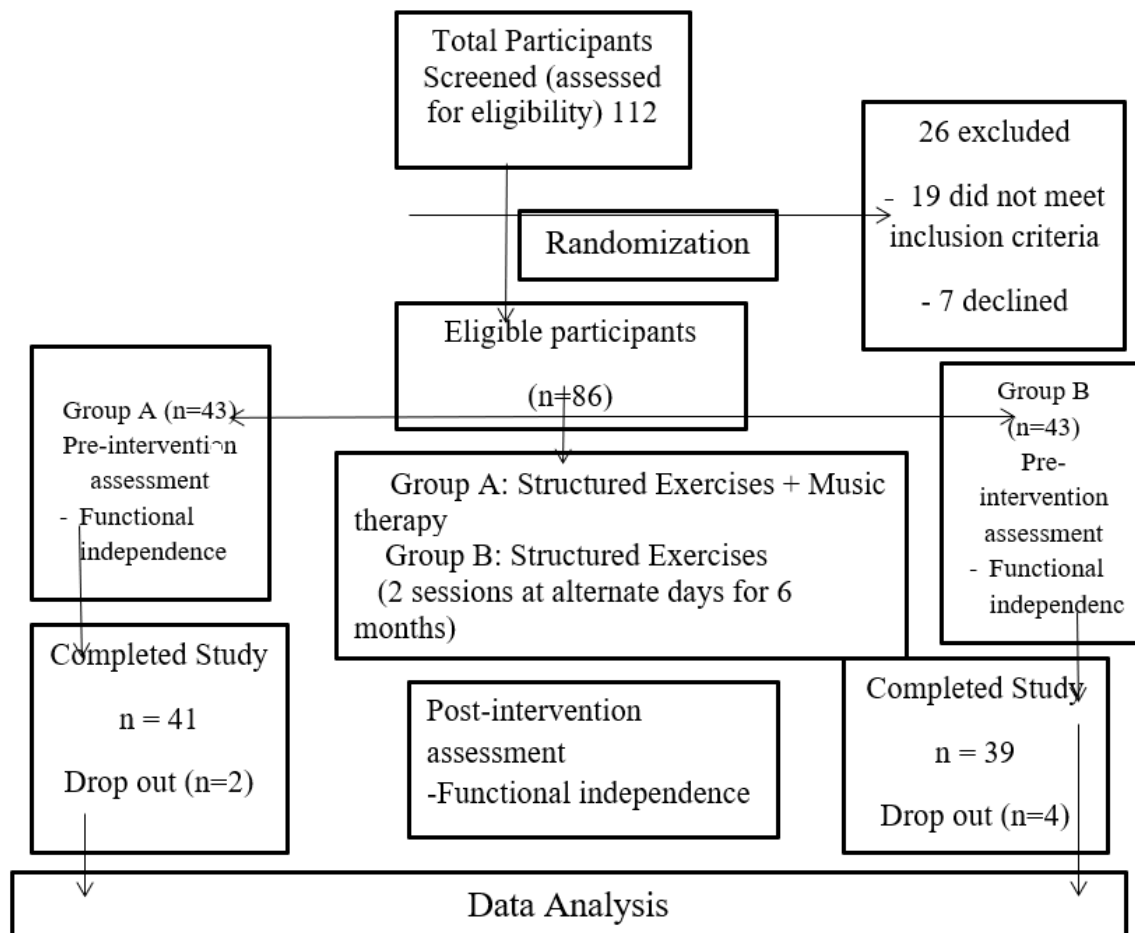 Total Participants
Screened (assessed
for eligibility) 112
26 excluded
- 19 did not meet
inclusion criteria
- 7 declined
Randomization
Eligible participants
(n=86)
Group A (n=43)
Pre-intervention
assessment
- Functional
independence
Group B
(n=43)
Pre-
intervention
assessment
- Functional
independenc
Group A: Structured Exercises + Music
therapy
Group B: Structured Exercises
(2 sessions at alternate days for 6
months)
Completed Study
n = 41
Drop out (n=2)
Post-intervention
assessment
-Functional independence
Completed Study
n = 39
Drop out (n=4)
Data Analysis